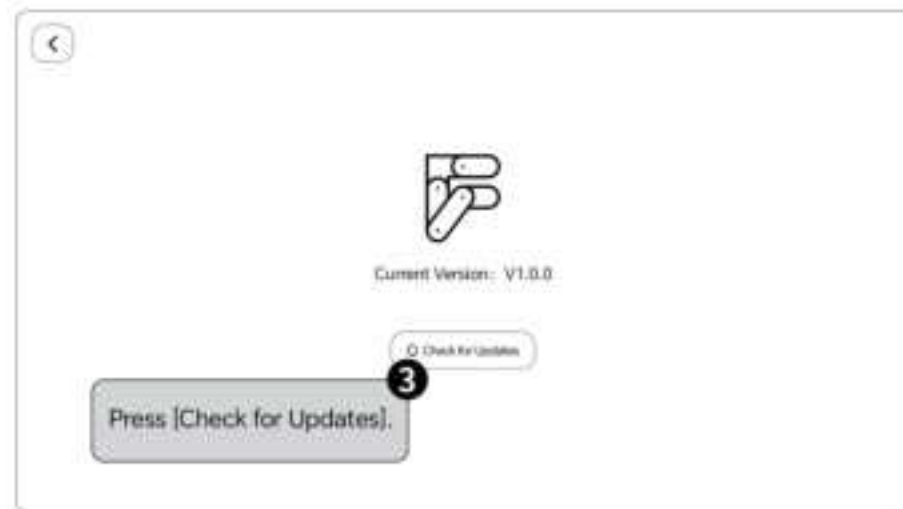 Current Version: V1.0.0
Check for Updates
3
Press [Check for Updates].